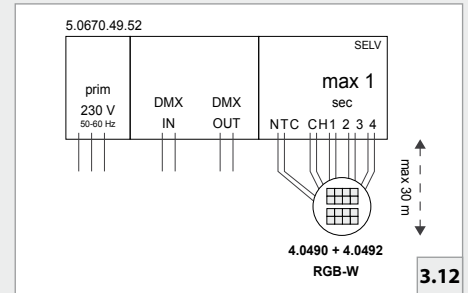 5.0670.49.52
SELV
prim
230 V
50-60 Hz
DMX
IN
DMX
OUT
max 1
sec
NTC CH1 2 3 4
max 30 m
4.0490 + 4.0492
RGB-W
3.12